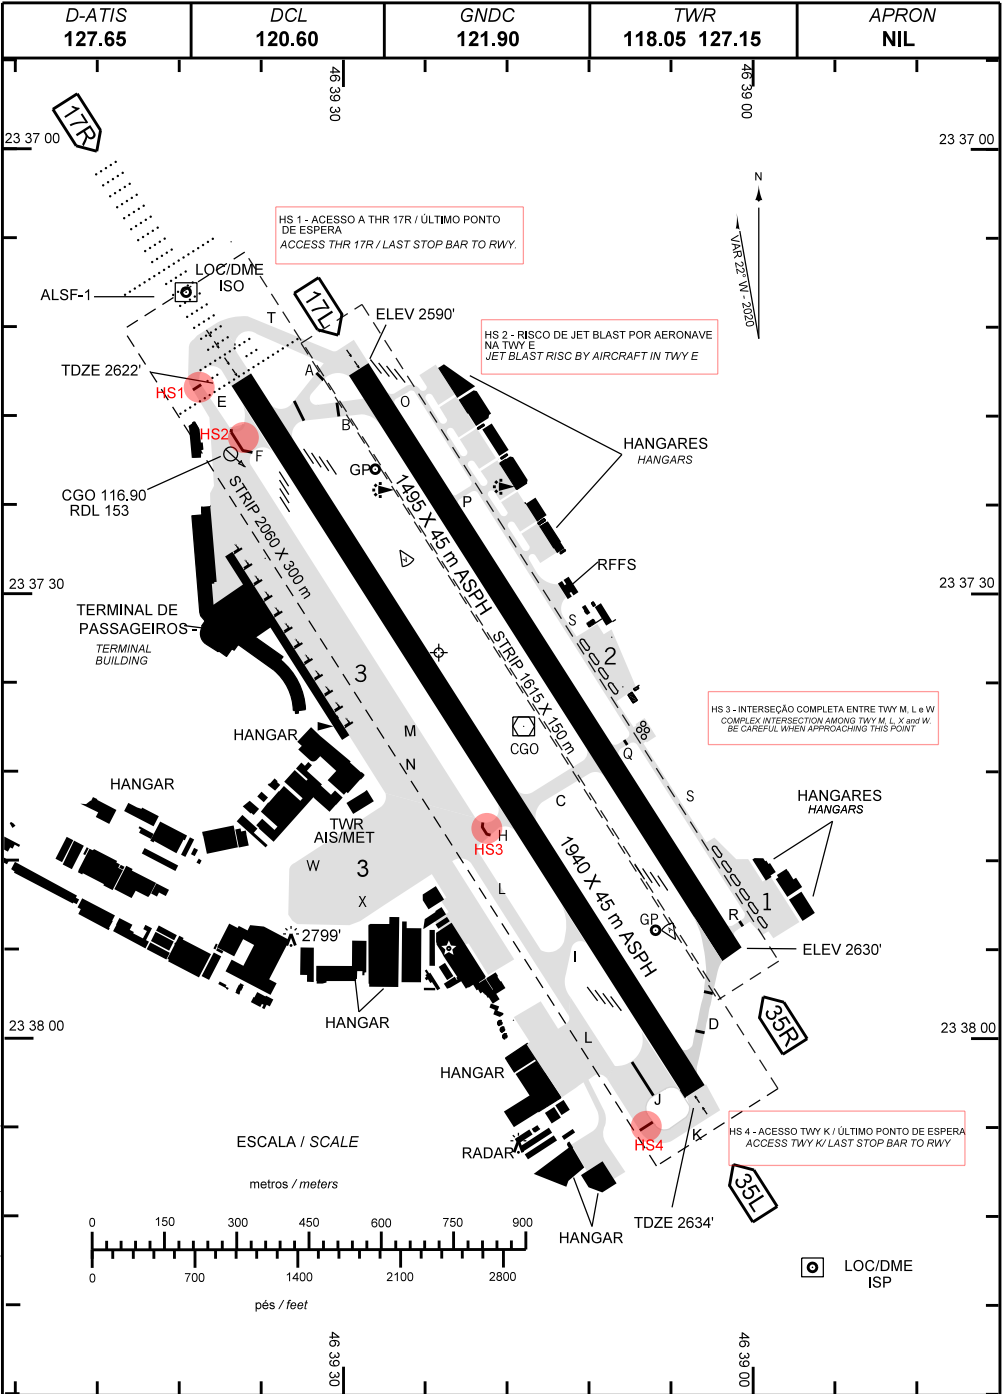 D-ATIS
127.65
DCL
120.60
GNDC
121.90
TWR
118.05 127.15
APRON
NIL
46 39 30
46 39 00
17R
23 37 00
23 37 00
N
VAR 22° W - 2020
HS 1 - ACESSO A THR 17R / ÚLTIMO PONTO
DE ESPERA
ACCESS THR 17R / LAST STOP BAR TO RWY.
LOC/DME
ISO
ALSF-1
17L
T
ELEV 2590'
HS 2 - RISCO DE JET BLAST POR AERONAVE
NA TWY E
JET BLAST RISC BY AIRCRAFT IN TWY E
TDZE 2622'
HS1
E
A
B
O
HS2
F
HANGARES
HANGARS
GP
CGO 116.90
RDL 153
STRIP 2060 X 300 m
1495 X 45 m ASPH
P
RFFS
23 37 30
23 37 30
TERMINAL DE
PASSAGEIROS
TERMINAL
BUILDING
S
2
STRIP 1615 X 150 m
3
HS 3 - INTERSEÇÃO COMPLETA ENTRE TWY M, L e W
COMPLEX INTERSECTION AMONG TWY M, L, X and W.
BE CAREFUL WHEN APPROACHING THIS POINT
HANGAR
M
CGO
Q
N
HANGAR
C
S
HANGARES
HANGARS
TWR
AIS/MET
H
HS3
W
3
X
L
1940 X 45 m ASPH
1
R
GP
2799'
ELEV 2630'
I
HANGAR
35R
23 38 00
23 38 00
L
D
HANGAR
J
HS 4 - ACESSO TWY K / ÚLTIMO PONTO DE ESPERA
ACCESS TWY K/ LAST STOP BAR TO RWY
ESCALA / SCALE
RADAR
HS4
K
metros / meters
35L
0 150 300 450 600 750 900
TDZE 2634'
HANGAR
0 700 1400 2100 2800
LOC/DME
ISP
pés / feet
46 39 30
46 39 00